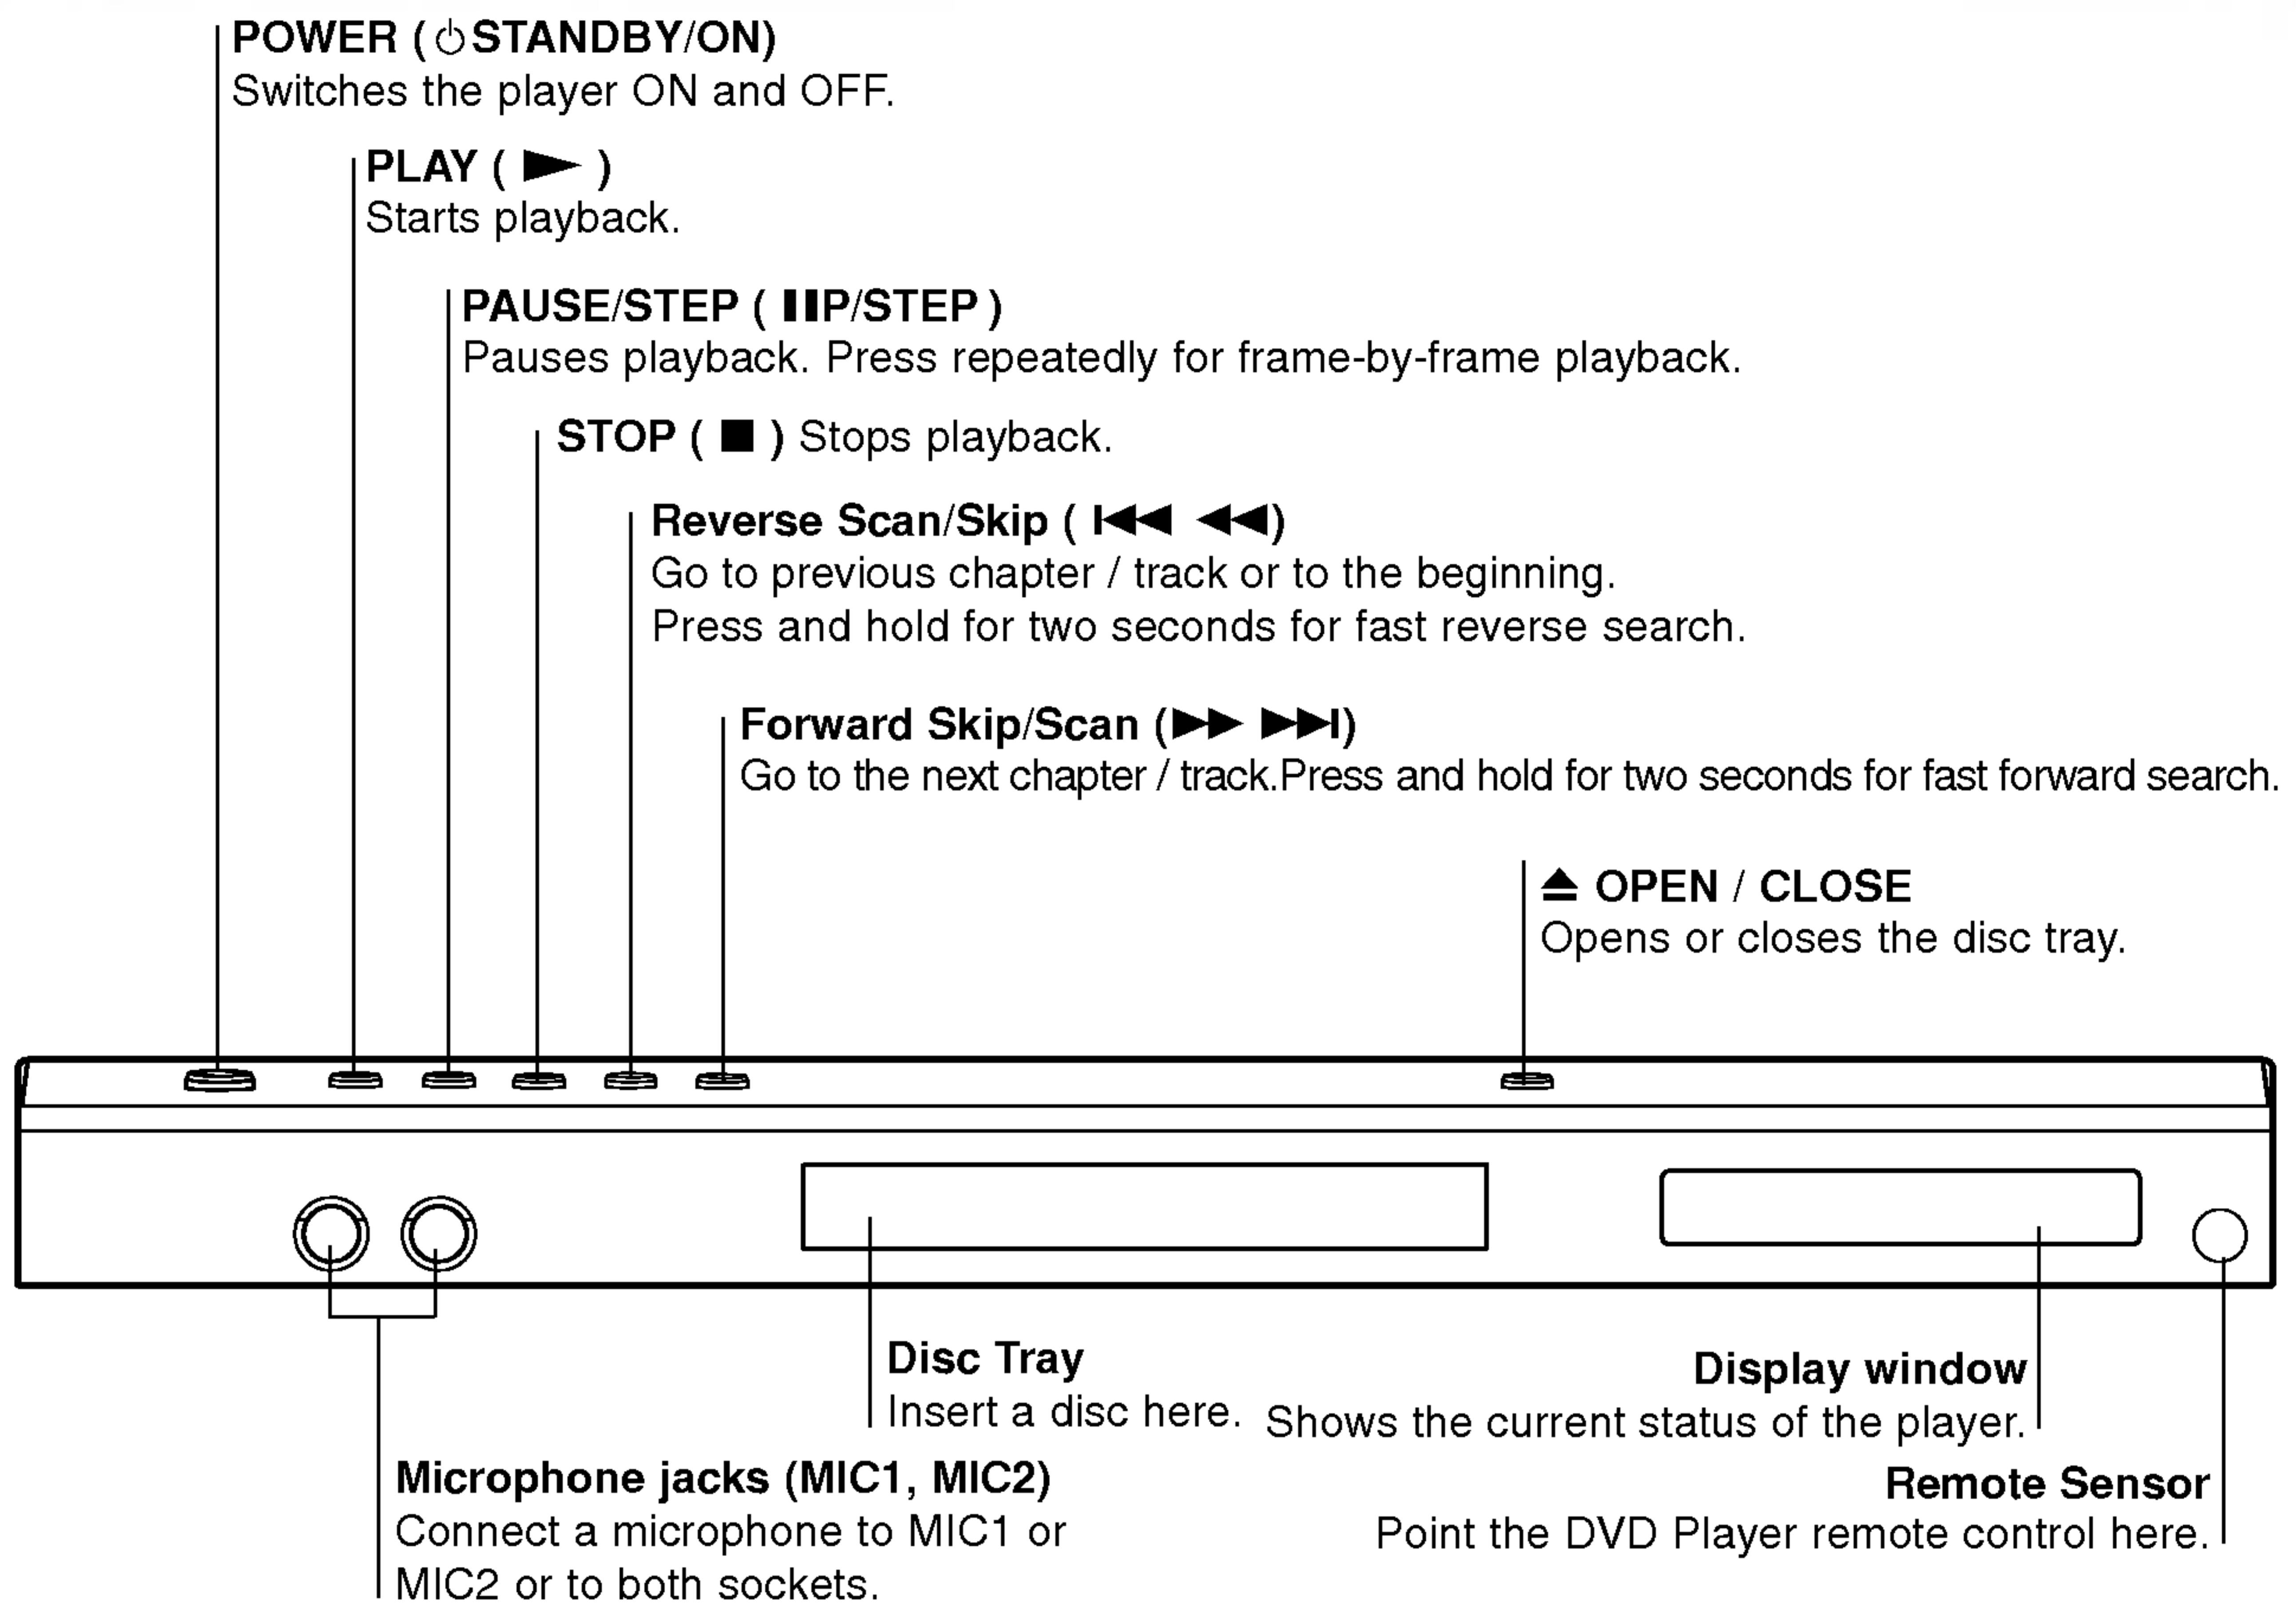 POWER ( ⏻ STANDBY/ON)
Switches the player ON and OFF.
PLAY ( ► )
Starts playback.
PAUSE/STEP ( ❚❚P/STEP )
Pauses playback. Press repeatedly for frame-by-frame playback.
STOP ( ■ ) Stops playback.
Reverse Scan/Skip ( I◄◄ ◄◄)
Go to previous chapter / track or to the beginning.
Press and hold for two seconds for fast reverse search.
Forward Skip/Scan (►► ►►I)
Go to the next chapter / track.Press and hold for two seconds for fast forward search.
⏏ OPEN / CLOSE
Opens or closes the disc tray.
Disc Tray
Insert a disc here.
Display window
Shows the current status of the player.
Microphone jacks (MIC1, MIC2)
Connect a microphone to MIC1 or
MIC2 or to both sockets.
Remote Sensor
Point the DVD Player remote control here.